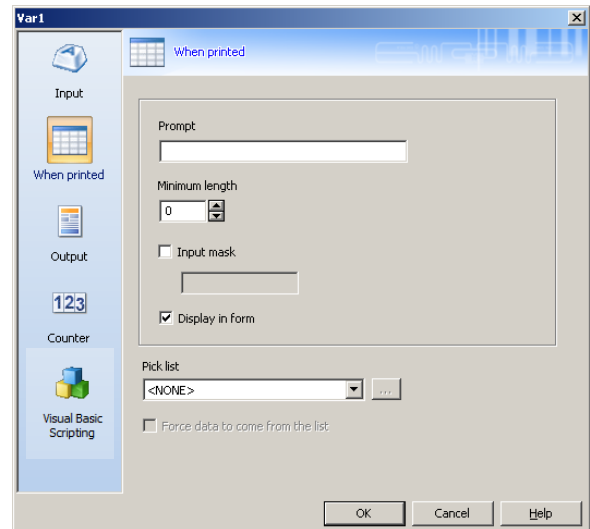 Var1
When printed
Input
When printed
Output
123
Counter
Visual Basic
Scripting
Prompt
Minimum length
0
Input mask
Display in form
Pick list
<NONE>
...
Force data to come from the list
OK
Cancel
Help